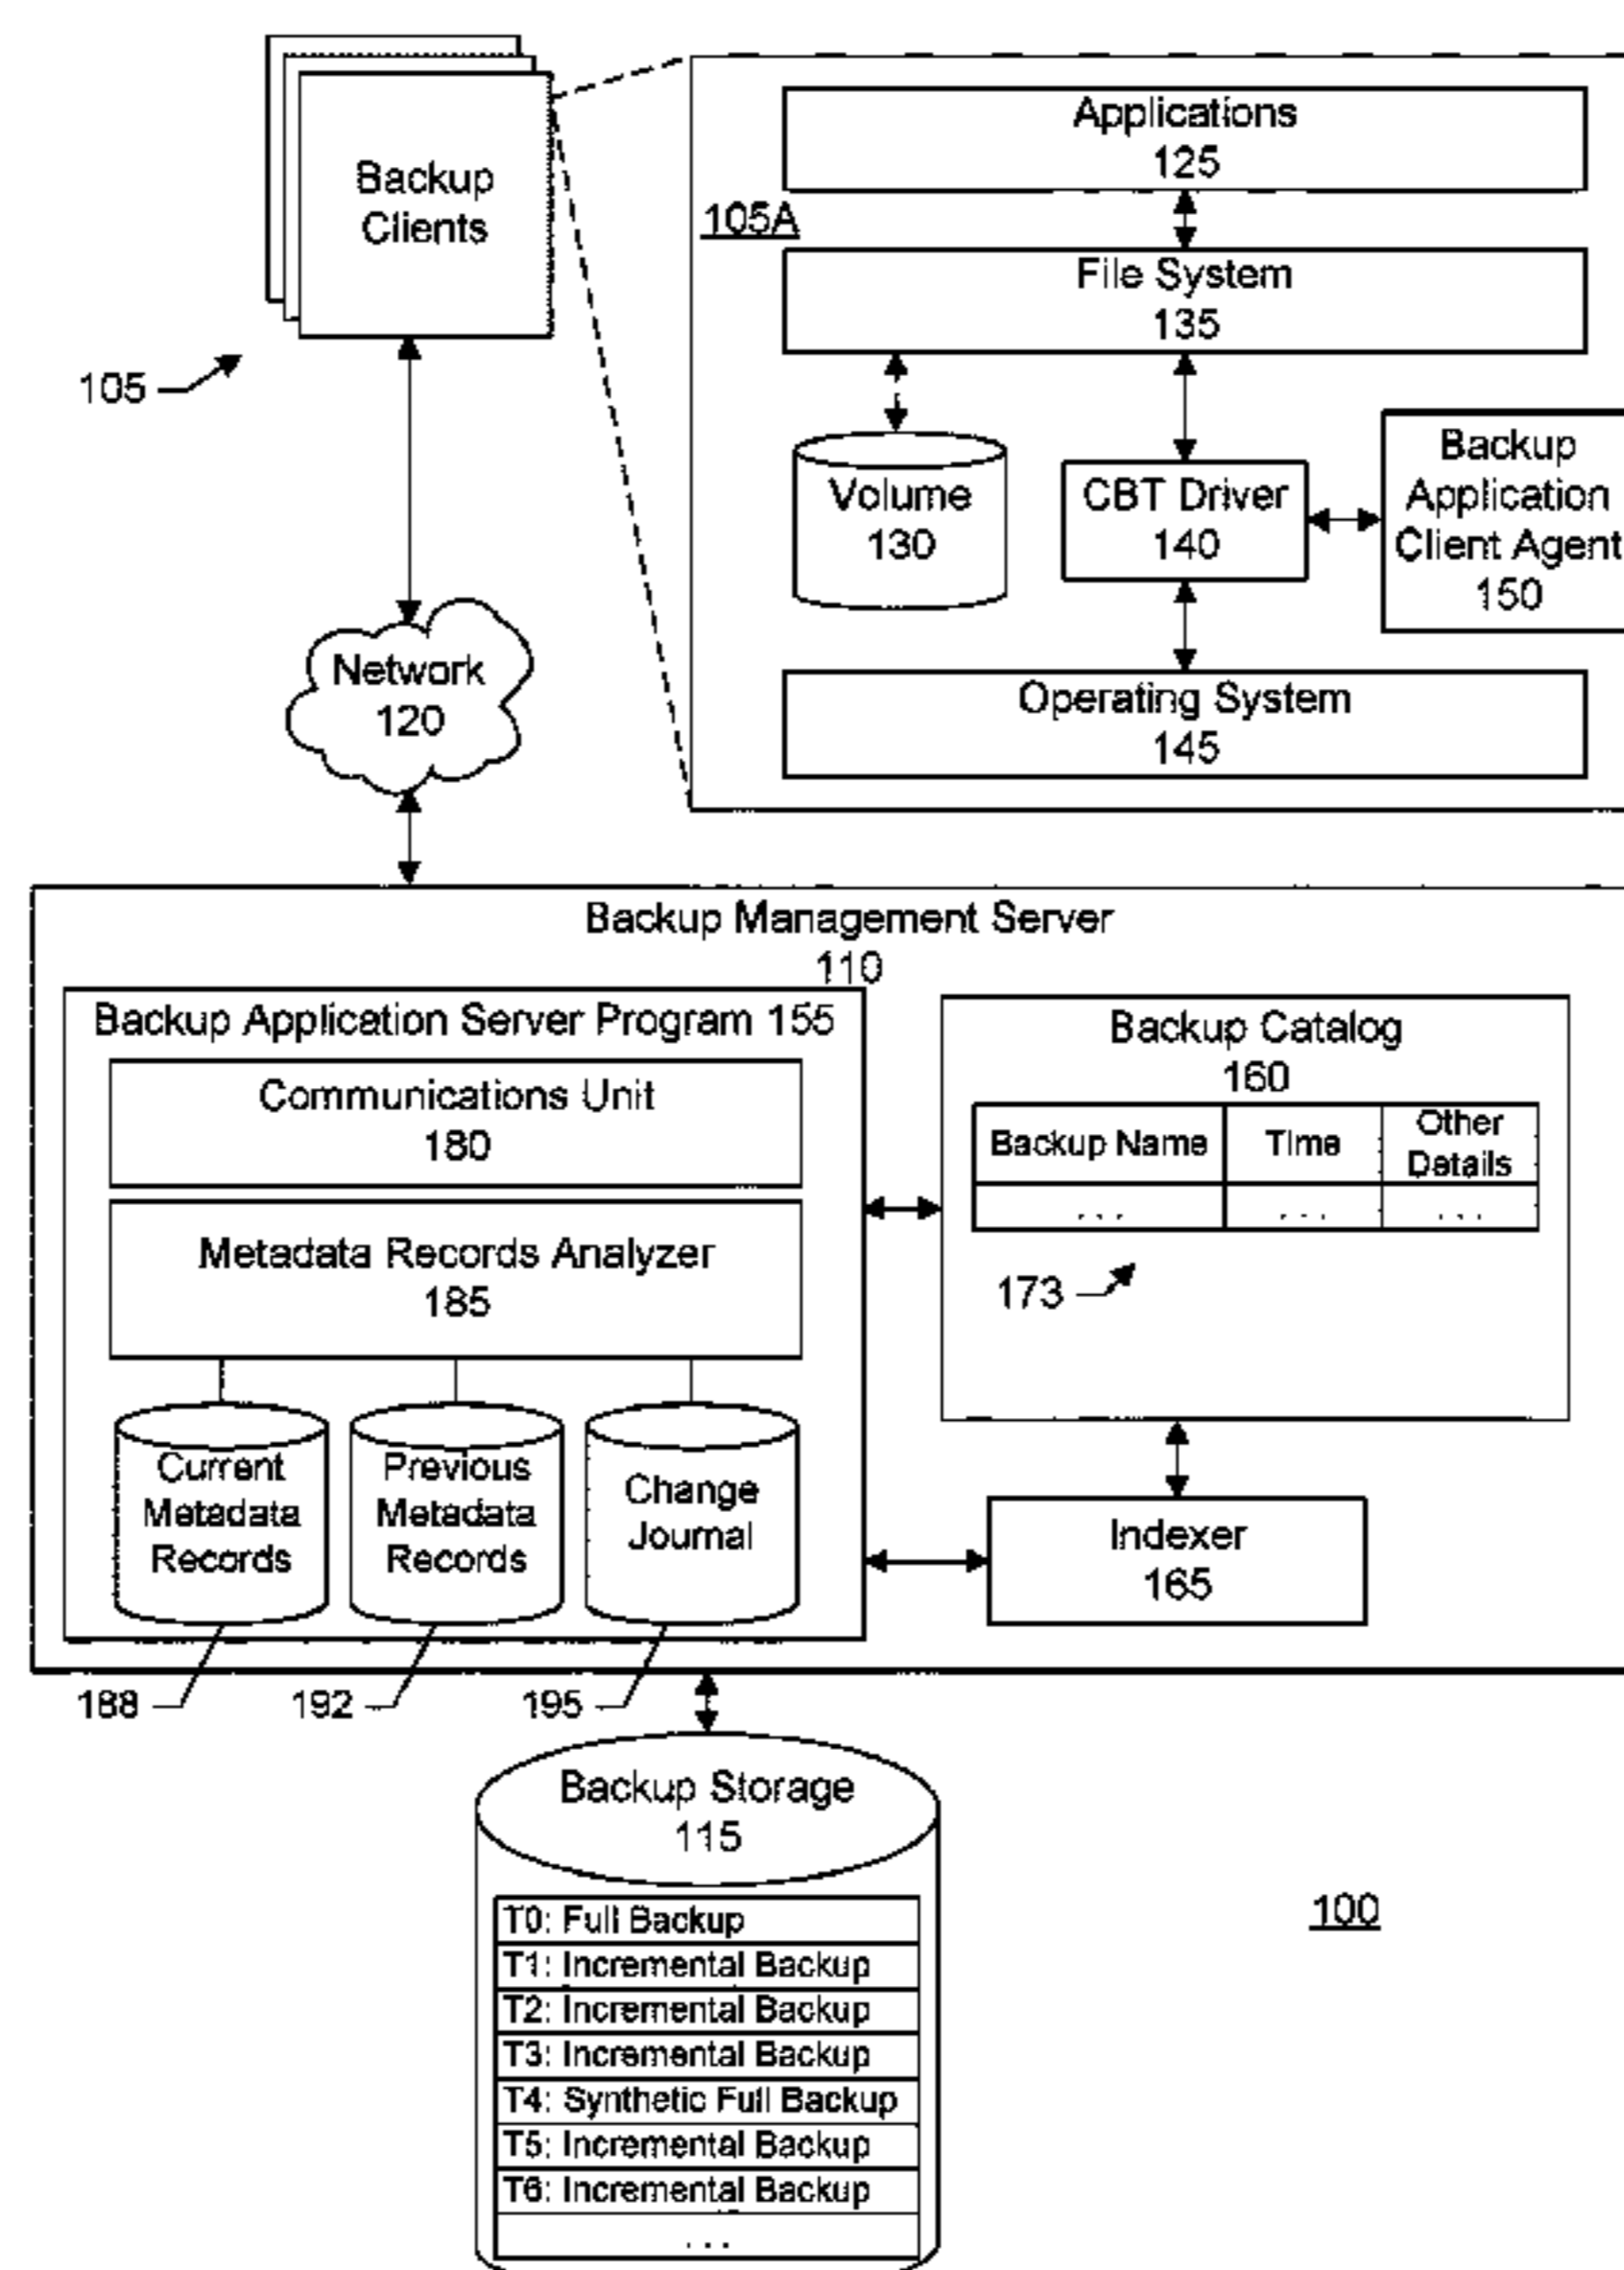 Backup
Clients
105
Applications
125
105A
File System
135
Volume
130
CBT Driver
140
Backup
Application
Client Agent
150
Operating System
145
Network
120
Backup Management Server
110
Backup Application Server Program 155
Communications Unit
180
Metadata Records Analyzer
185
Current
Metadata
Records
Previous
Metadata
Records
Change
Journal
188
192
195
Backup Catalog
160
Backup Name
Time
Other
Details
. . .
. . .
. . .
173
Indexer
165
Backup Storage
115
T0: Full Backup
T1: Incremental Backup
T2: Incremental Backup
T3: Incremental Backup
T4: Synthetic Full Backup
T5: Incremental Backup
T6: Incremental Backup
. . .
100